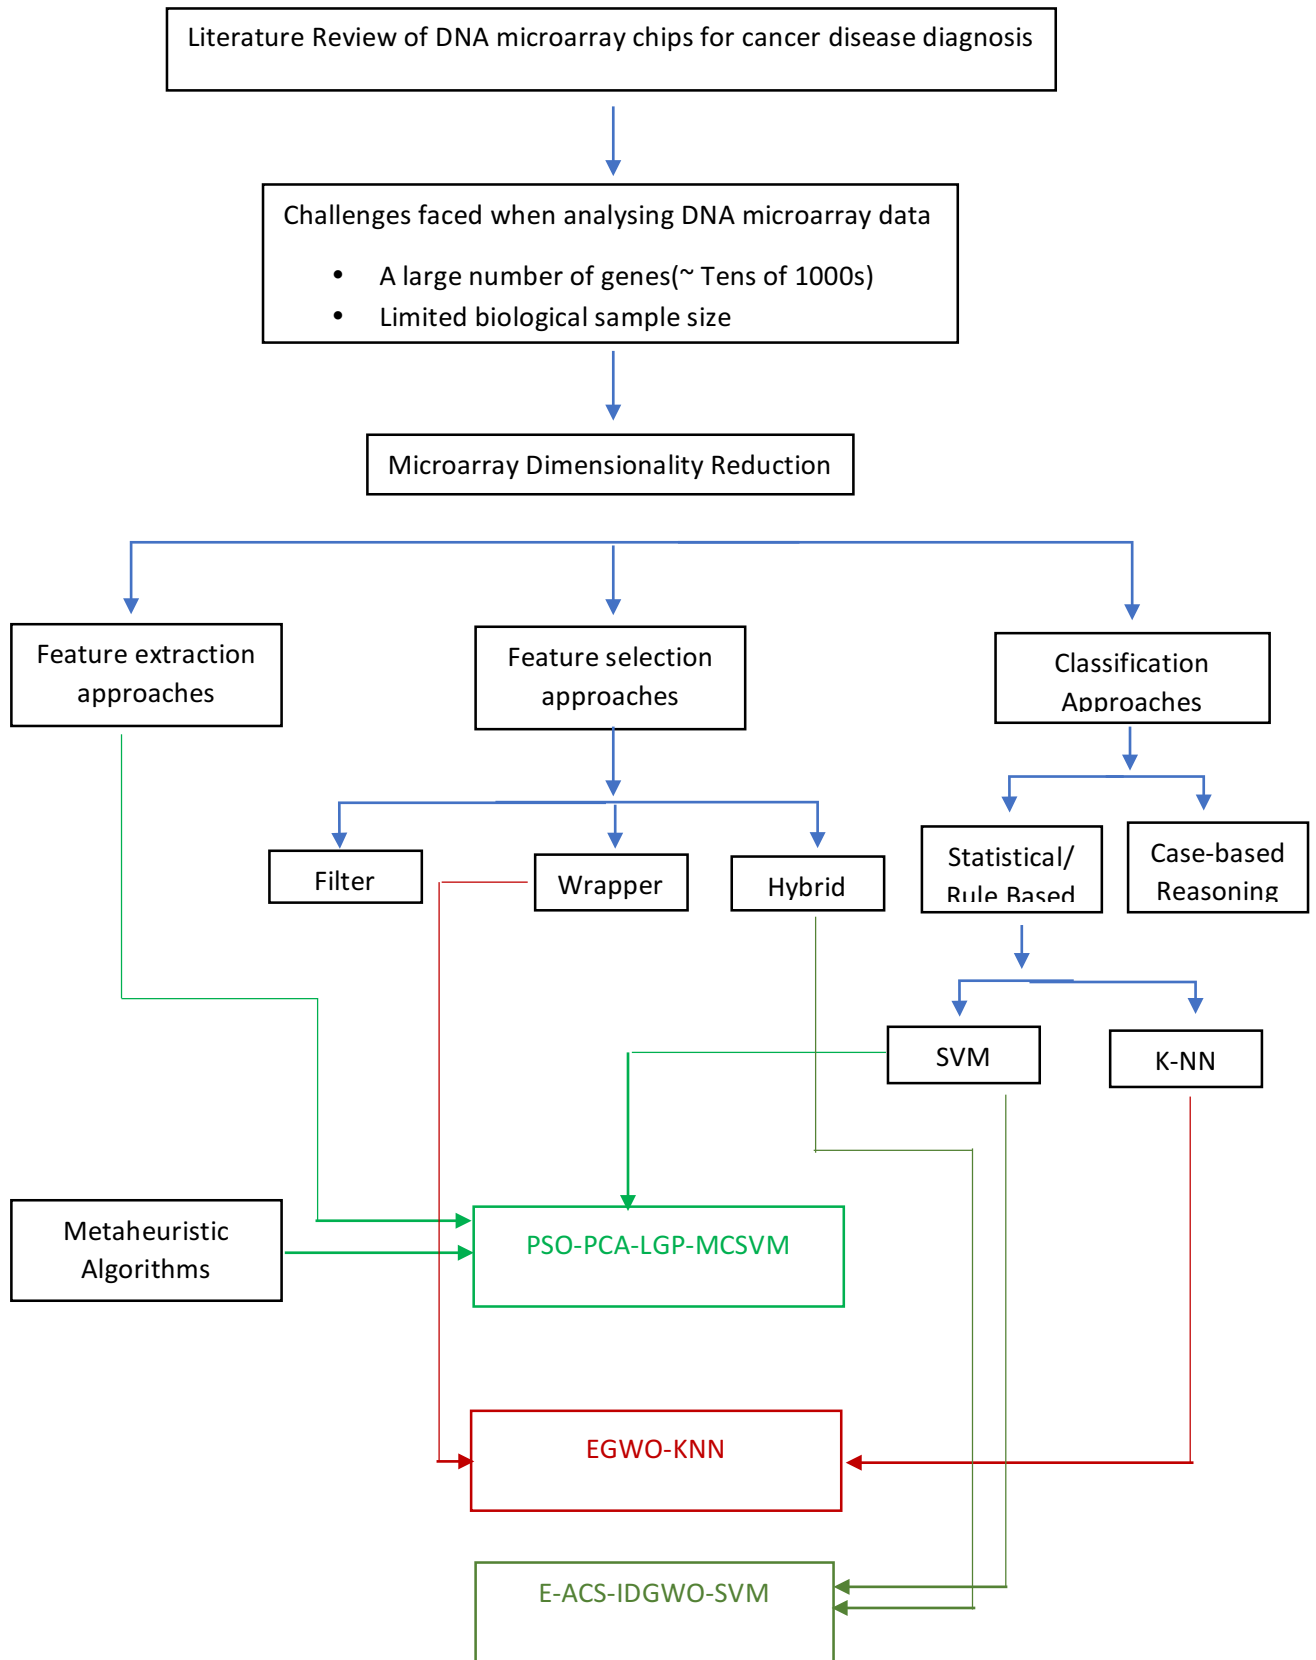 Literature Review of DNA microarray chips for cancer disease diagnosis
Challenges faced when analysing DNA microarray data
• A large number of genes(~ Tens of 1000s)
• Limited biological sample size
Microarray Dimensionality Reduction
Feature extraction
approaches
Feature selection
approaches
Classification
Approaches
Filter
Wrapper
Hybrid
Statistical/
Rule Based
Case-based
Reasoning
SVM
K-NN
Metaheuristic
Algorithms
PSO-PCA-LGP-MCSVM
EGWO-KNN
E-ACS-IDGWO-SVM